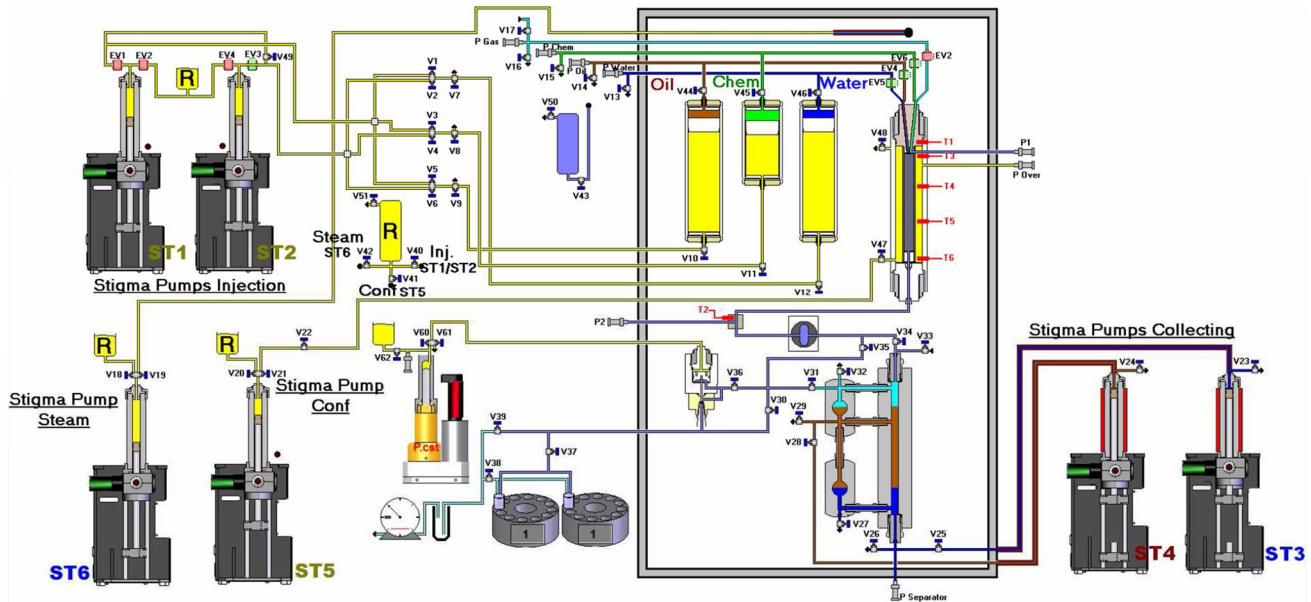 V17
P Gas
EV1
EV2
EV4
EV3
V49
P Chem
EV6
EV2
V16
V15
P Oil
V14
P Water
EV4
EV5
V13
R
V1
V2
V7
Oil
Chem
Water
V44
V45
V46
V50
V3
V4
V8
V48
T1
T3
P1
P Over
T4
V5
V6
V9
V43
V51
R
T5
ST1
ST2
Steam
ST6
V42
V40
Inj.
ST1/ST2
V47
T6
V10
V11
V12
V41
Conf
ST5
Stigma Pumps Injection
T2
P2
V34
V33
V35
Stigma Pumps Collecting
V22
R
R
V60
V61
V62
V24
V23
V18
V19
V20
V21
Stigma Pump
Steam
Stigma Pump
Conf
V36
V31
V32
V30
V29
V28
V39
P.cst
V37
V38
1
1
V27
V26
V25
ST6
ST5
ST4
ST3
P Separator